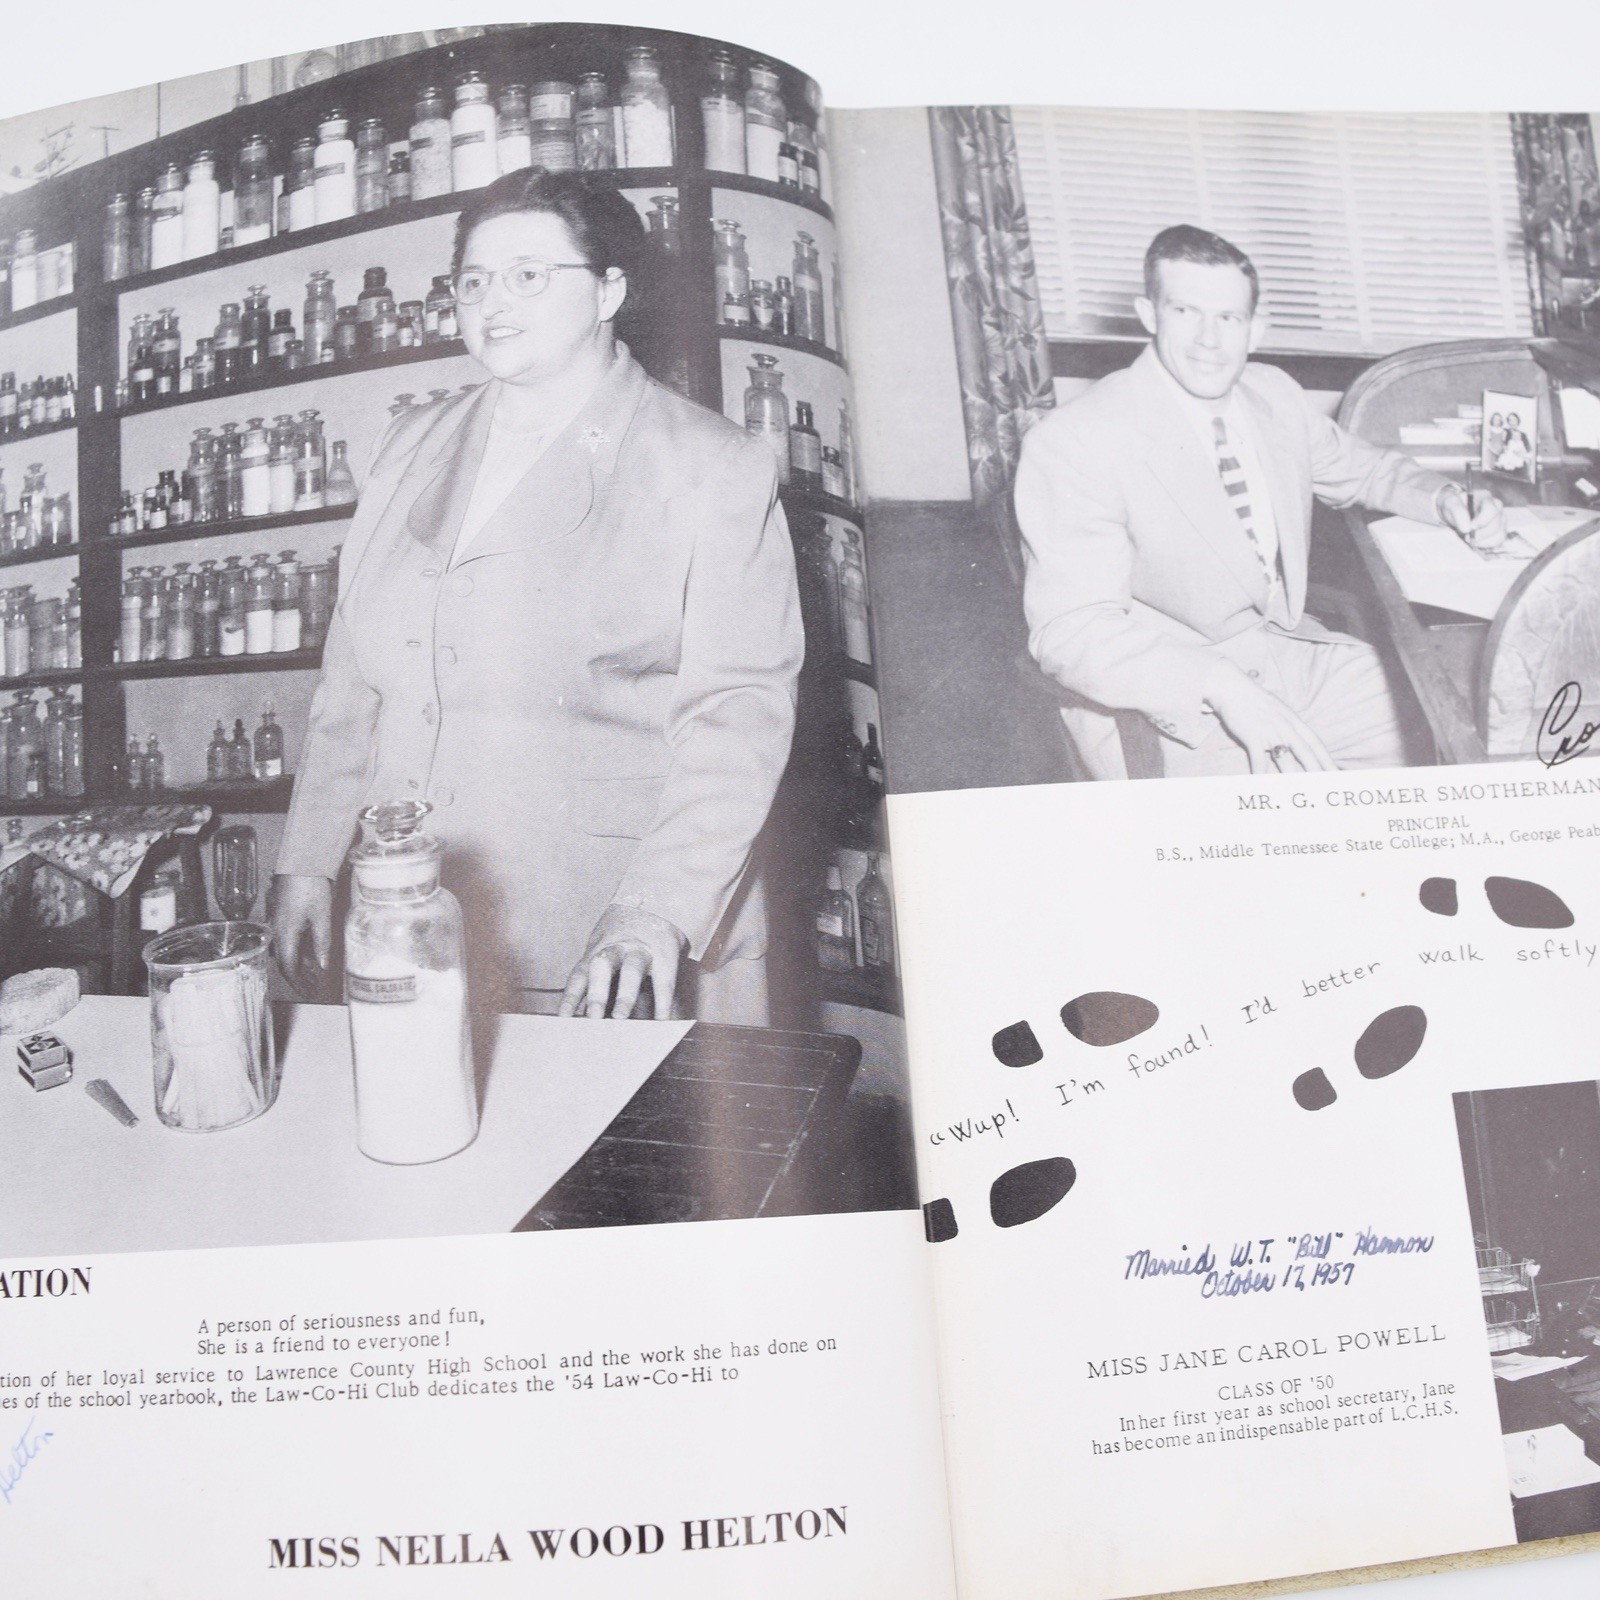 ATION
A person of seriousness and fun,
She is a friend to everyone!
tion of her loyal service to Lawrence County High School and the work she has done on
es of the school yearbook, the Law-Co-Hi Club dedicates the '54 Law-Co-Hi to
Helton
MISS NELLA WOOD HELTON
Cro
MR. G. CROMER SMOTHERMAN
PRINCIPAL
B.S., Middle Tennessee State College; M.A., George Peab
"Wup! I'm found! I'd better walk softly
Married W.T. "Bill" Hannon
October 17, 1957
MISS JANE CAROL POWELL
CLASS OF '50
In her first year as school secretary, Jane
has become an indispensable part of L.C.H.S.